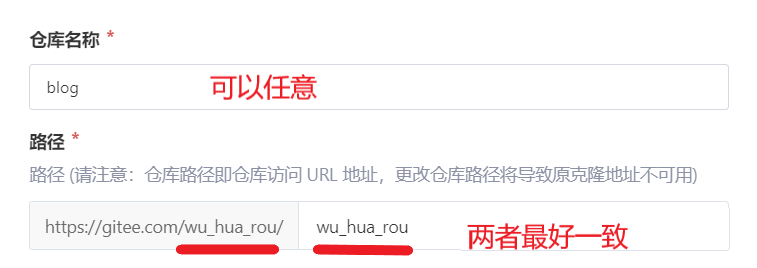 仓库名称 *
blog 可以任意
路径 *
路径 (请注意：仓库路径即仓库访问 URL 地址，更改仓库路径将导致原克隆地址不可用)
https://gitee.com/wu_hua_rou/ wu_hua_rou 两者最好一致